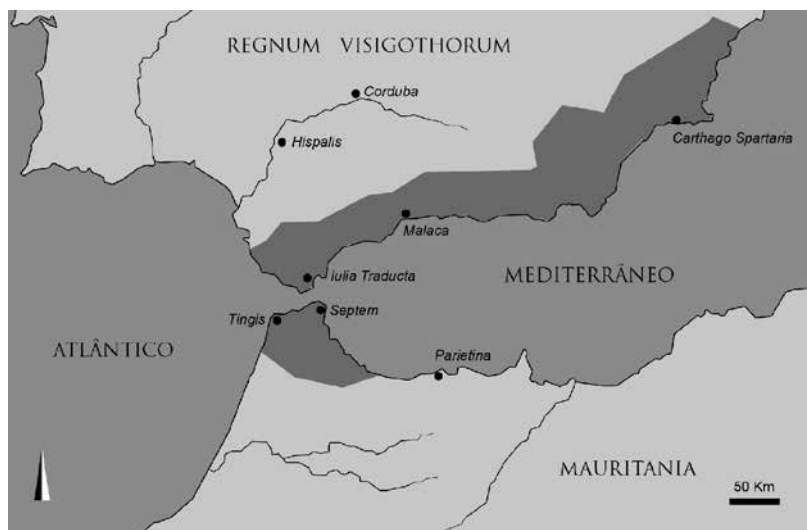 REGNUM VISIGOTHORUM
Corduba
Hispalis
Carthago Spartaria
Malaca
Iulia Traducta
MEDITERRÂNEO
Septem
Tingis
ATLÂNTICO
Parietina
MAURITANIA
50 Km